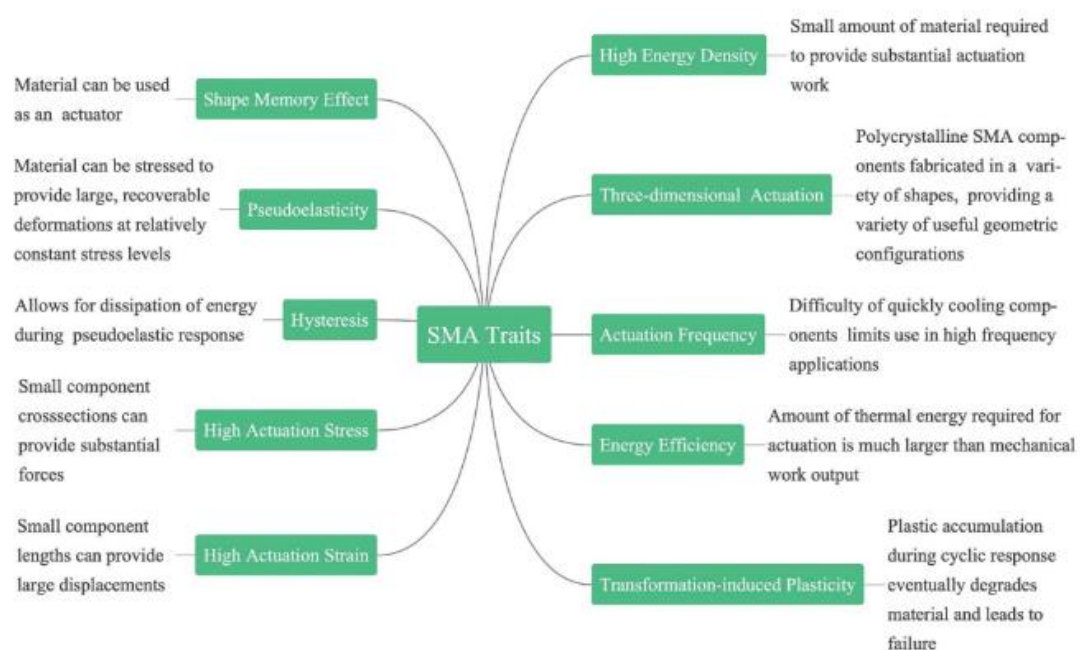 SMA Traits
Shape Memory Effect
Material can be used
as an actuator
Pseudoelasticity
Material can be stressed to
provide large, recoverable
deformations at relatively
constant stress levels
Hysteresis
Allows for dissipation of energy
during pseudoelastic response
High Actuation Stress
Small component
crosssections can
provide substantial
forces
High Actuation Strain
Small component
lengths can provide
large displacements
High Energy Density
Small amount of material required
to provide substantial actuation
work
Three-dimensional Actuation
Polycrystalline SMA comp-
onents fabricated in a vari-
ety of shapes, providing a
variety of useful geometric
configurations
Actuation Frequency
Difficulty of quickly cooling comp-
onents limits use in high frequency
applications
Energy Efficiency
Amount of thermal energy required for
actuation is much larger than mechanical
work output
Transformation-induced Plasticity
Plastic accumulation
during cyclic response
eventually degrades
material and leads to
failure